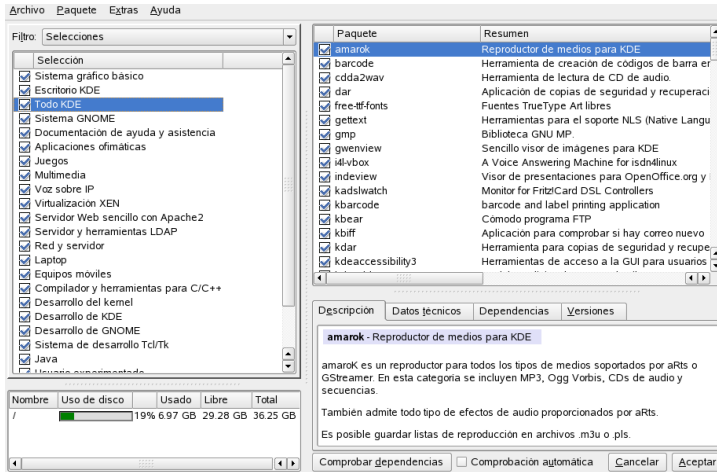 Archivo Paquete Extras Ayuda
Filtro: Selecciones
Selección
Sistema gráfico básico
Escritorio KDE
Todo KDE
Sistema GNOME
Documentación de ayuda y asistencia
Aplicaciones ofimáticas
Juegos
Multimedia
Voz sobre IP
Virtualización XEN
Servidor Web sencillo con Apache2
Servidor y herramientas LDAP
Red y servidor
Laptop
Equipos móviles
Compilador y herramientas para C/C++
Desarrollo del kernel
Desarrollo de KDE
Desarrollo de GNOME
Sistema de desarrollo Tcl/Tk
Java
Usuario experimentado
Nombre Uso de disco Usado Libre Total
/ 19% 6.97 GB 29.28 GB 36.25 GB
Paquete Resumen
amarok Reproductor de medios para KDE
barcode Herramienta de creación de códigos de barra en
cdda2wav Herramienta de lectura de CD de audio.
dar Aplicación de copias de seguridad y recuperaci
free-ttf-fonts Fuentes TrueType Art libres
gettext Herramientas para el soporte NLS (Native Langu
gmp Biblioteca GNU MP.
gwenview Sencillo visor de imágenes para KDE
i4l-vbox A Voice Answering Machine for isdn4linux
indeview Visor de presentaciones para OpenOffice.org y
kadslwatch Monitor for Fritz!Card DSL Controllers
kbarcode barcode and label printing application
kbear Cómodo programa FTP
kbiff Aplicación para comprobar si hay correo nuevo
kdar Herramienta para copias de seguridad y recupe
kdeaccessibility3 Herramientas de acceso a la GUI para usuarios
Descripción Datos técnicos Dependencias Versiones
amarok - Reproductor de medios para KDE
amaroK es un reproductor para todos los tipos de medios soportados por aRts o
GStreamer. En esta categoría se incluyen MP3, Ogg Vorbis, CDs de audio y
secuencias.
También admite todo tipo de efectos de audio proporcionados por aRts.
Es posible guardar listas de reproducción en archivos .m3u o .pls.
Comprobar dependencias Comprobación automática Cancelar Aceptar